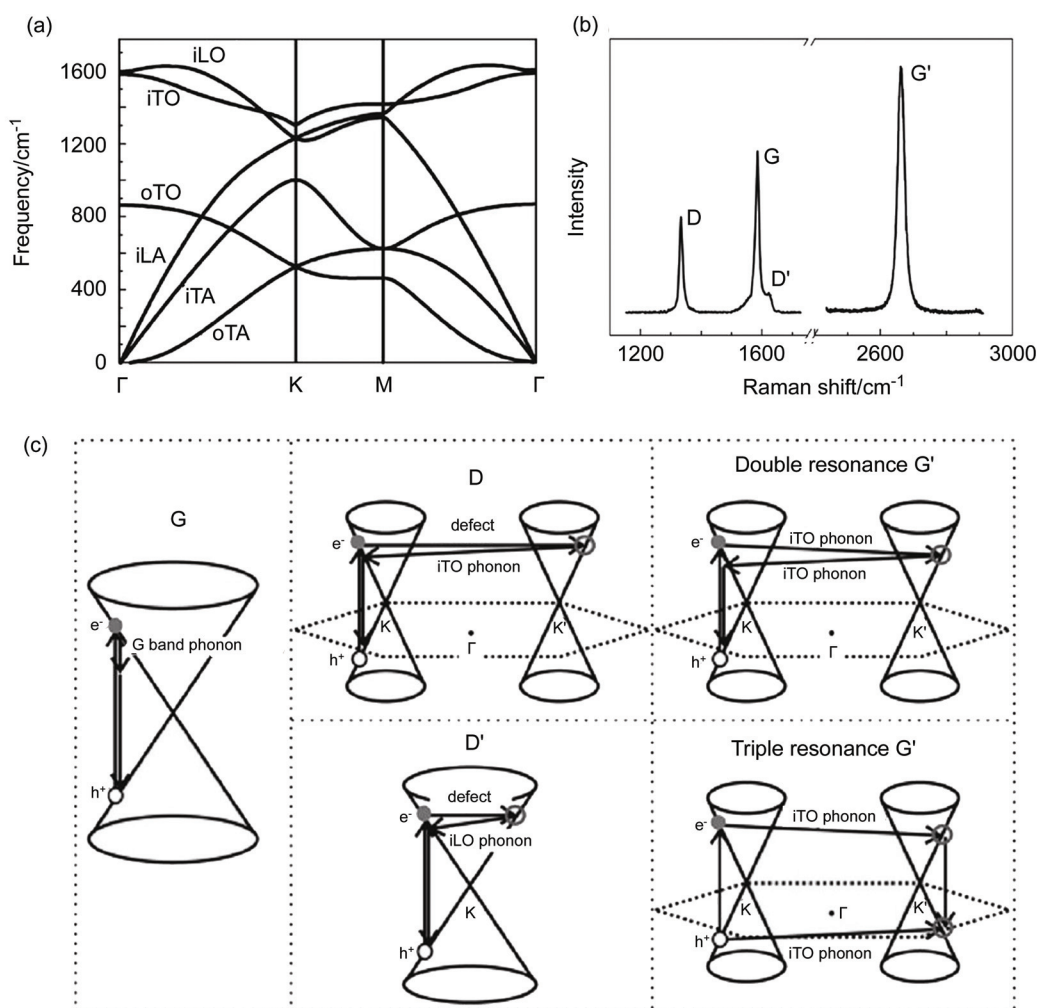 (a)
Frequency/cm-1
1600
1200
800
400
0
iLO
iTO
oTO
iLA
iTA
oTA
Γ
K
M
Γ
(b)
Intensity
D
G
D'
G'
1200
1600
2600
3000
Raman shift/cm-1
(c)
G
e-
G band phonon
h+
D
defect
e-
iTO phonon
K
K'
Γ
h+
Double resonance G'
iTO phonon
e-
iTO phonon
K
K'
Γ
h+
D'
defect
e-
iLO phonon
K
h+
Triple resonance G'
iTO phonon
e-
K
Γ
K'
h+
iTO phonon